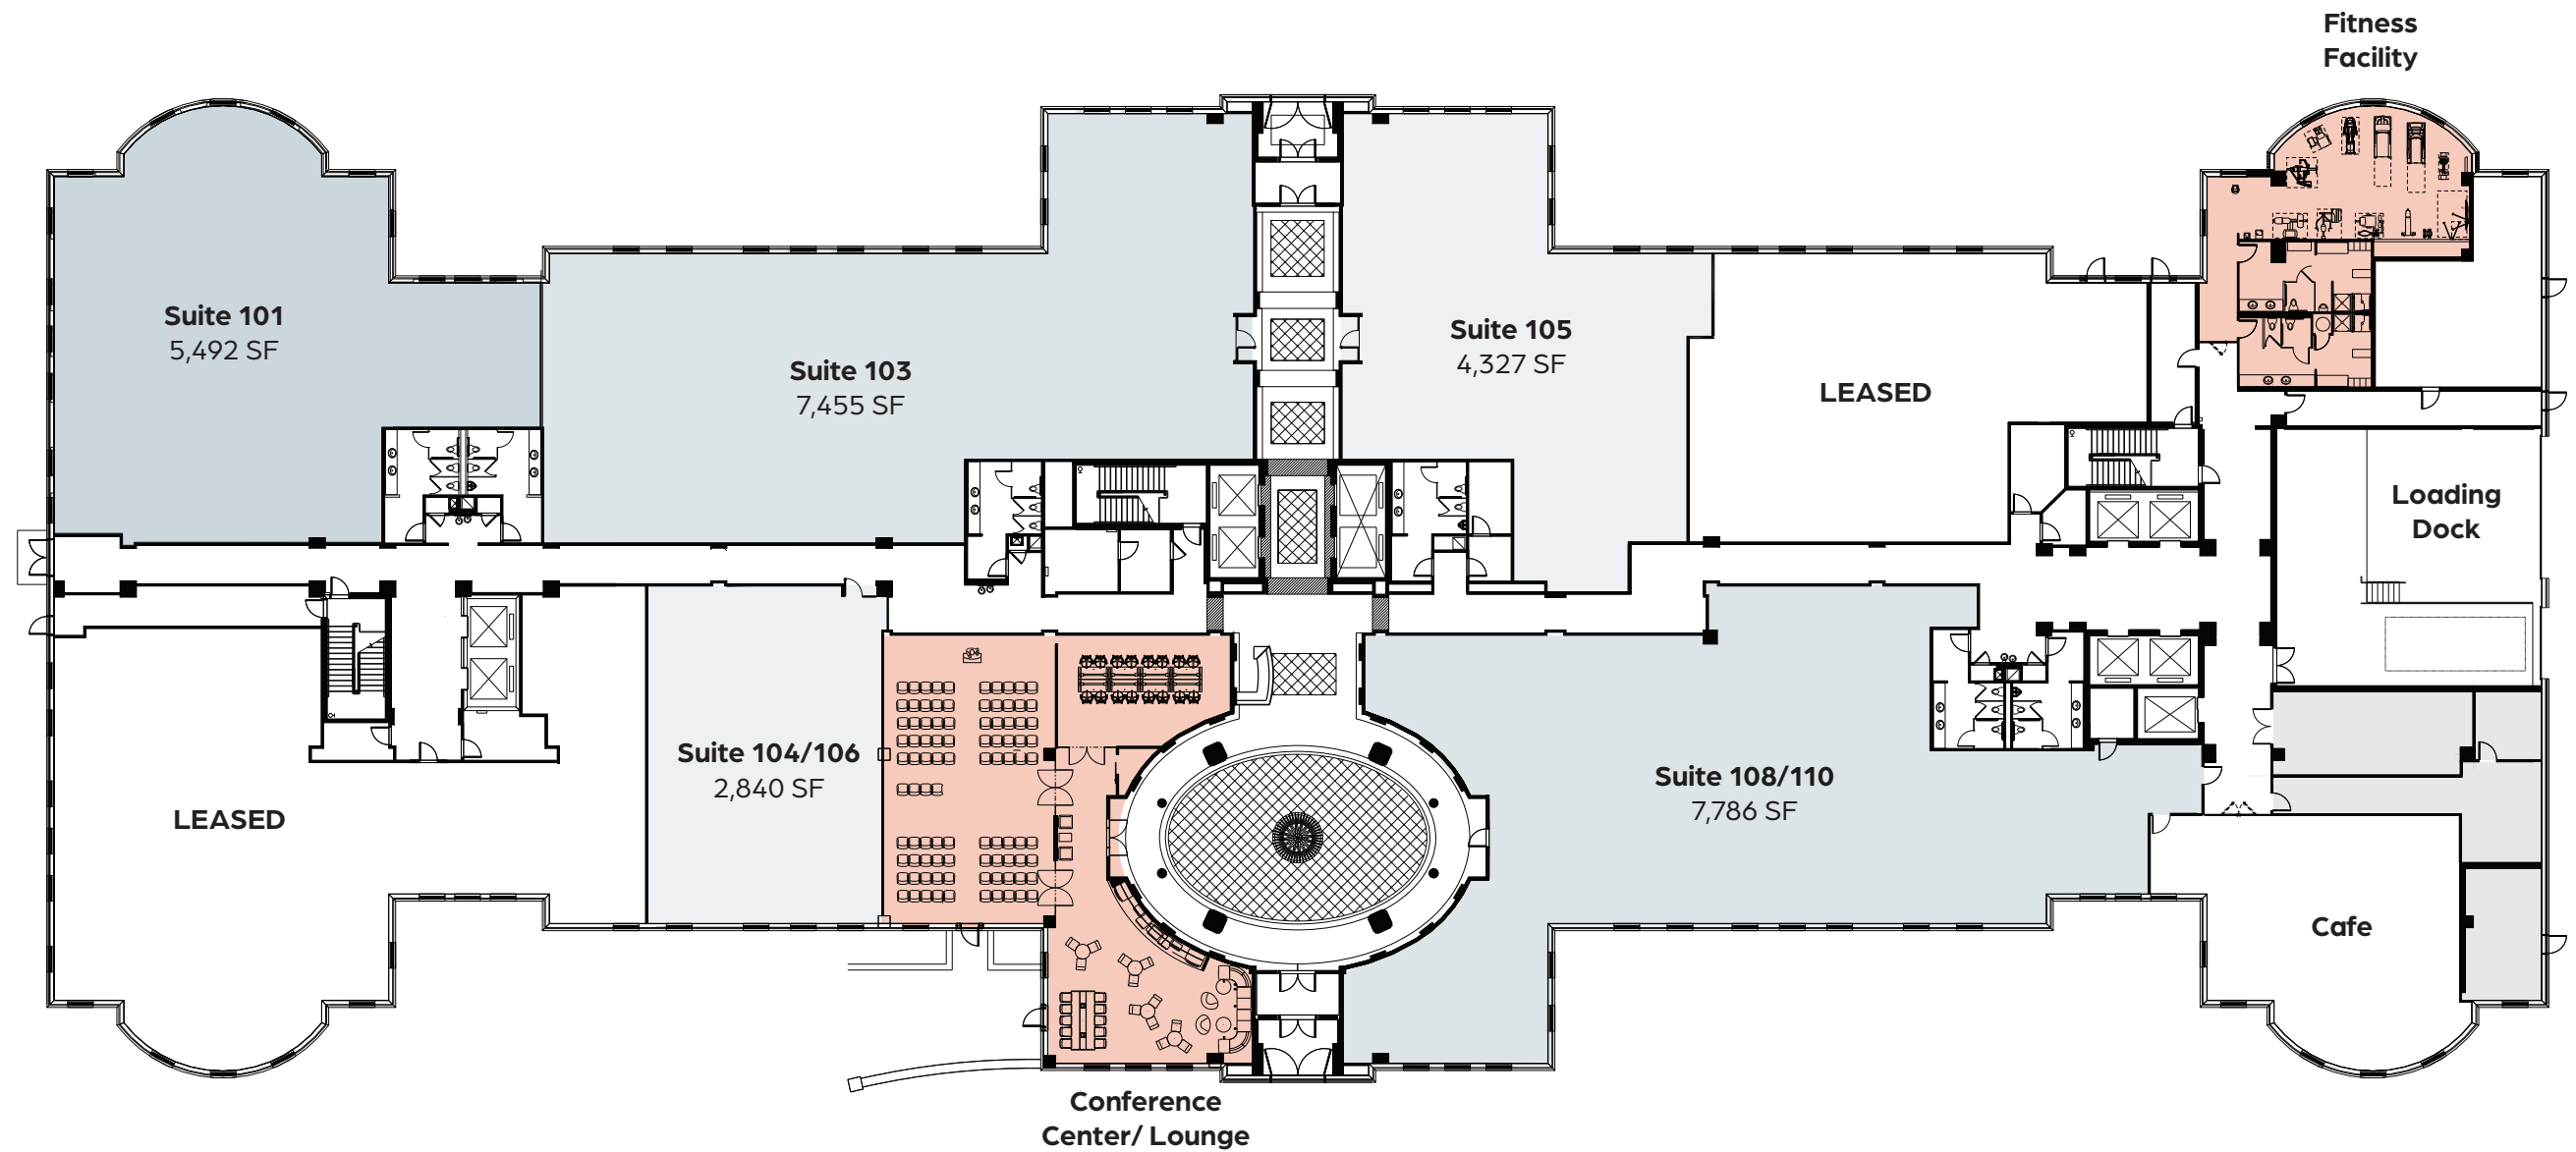 Fitness
Facility
Suite 101
5,492 SF
Suite 103
7,455 SF
Suite 105
4,327 SF
LEASED
Loading
Dock
Suite 104/106
2,840 SF
Suite 108/110
7,786 SF
LEASED
Cafe
Conference
Center/ Lounge